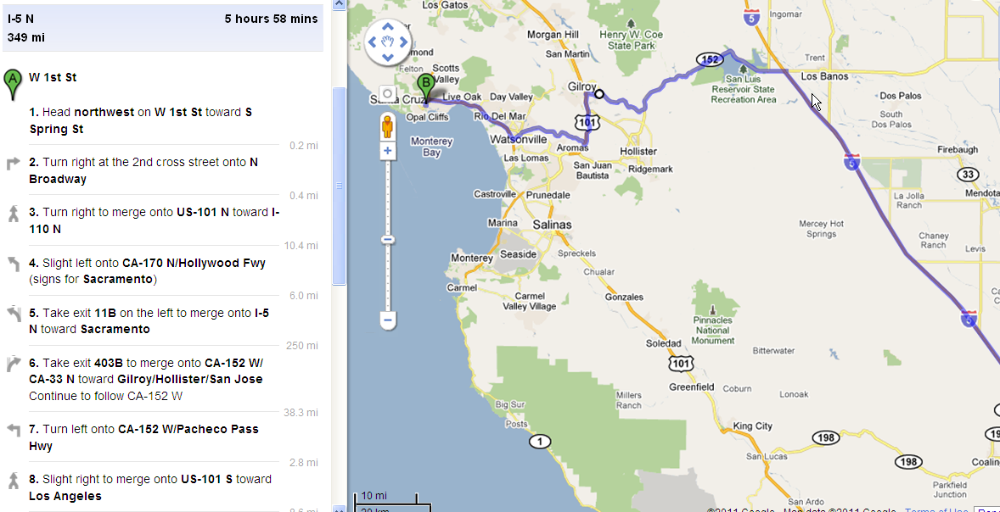 I-5 N 5 hours 58 mins
349 mi
A W 1st St
1. Head northwest on W 1st St toward S
Spring St
0.2 mi
2. Turn right at the 2nd cross street onto N
Broadway
0.4 mi
3. Turn right to merge onto US-101 N toward I-
110 N
10.4 mi
4. Slight left onto CA-170 N/Hollywood Fwy
(signs for Sacramento)
6.0 mi
5. Take exit 11B on the left to merge onto I-5
N toward Sacramento
250 mi
6. Take exit 403B to merge onto CA-152 W/
CA-33 N toward Gilroy/Hollister/San Jose
Continue to follow CA-152 W
38.3 mi
7. Turn left onto CA-152 W/Pacheco Pass
Hwy
2.8 mi
8. Slight right to merge onto US-101 S toward
Los Angeles
Los Gatos
5
Ingomar
Morgan Hill
Henry W. Coe
State Park
San Martin
mond
Felton
Scotts
Valley
152
Trent
Los Banos
San Luis
Reservoir State
Recreation Area
B
Gilroy
Santa Cruz
Live Oak
Day Valley
Dos Palos
Opal Cliffs
Rio Del Mar
101
South
Dos Palos
Monterey
Bay
Watsonville
Aromas
Hollister
Firebaugh
Las Lomas
San Juan
Bautista
Ridgemark
5
33
Castroville
Prunedale
La Jolla
Ranch
Mendota
Marina
Salinas
Mercey Hot
Springs
Chaney
Ranch
Levis
Monterey
Seaside
Spreckels
Chualar
Carmel
Carmel
Valley Village
Gonzales
Pinnacles
National
Monument
5
Soledad
Bitterwater
101
Greenfield
Coburn
Lonoak
Big Sur
Millers
Ranch
Posts
King City
1
198
San Lucas
198
Coalin
Parkfield
Junction
San Ardo
10 mi
20 km
©2011 Google - Map data ©2011 Google - Terms of Use